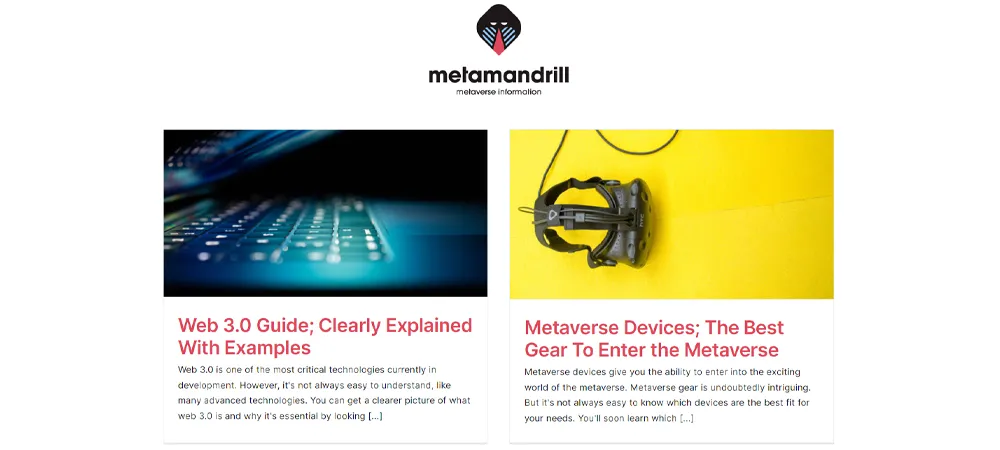 metamandrill
metaverse information
Web 3.0 Guide; Clearly Explained
With Examples
Web 3.0 is one of the most critical technologies currently in
development. However, it's not always easy to understand, like
many advanced technologies. You can get a clearer picture of what
web 3.0 is and why it's essential by looking [...]
Metaverse Devices; The Best
Gear To Enter the Metaverse
Metaverse devices give you the ability to enter into the exciting
world of the metaverse. Metaverse gear is undoubtedly intriguing.
But it's not always easy to know which devices are the best fit for
your needs. You'll soon learn which [...]